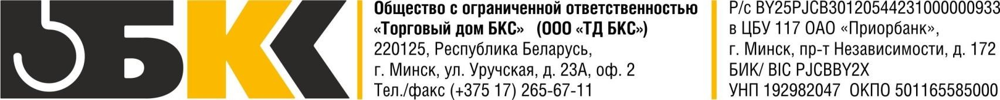 БКС
Общество с ограниченной ответственностью
«Торговый дом БКС» (ООО «ТД БКС»)
220125, Республика Беларусь,
г. Минск, ул. Уручская, д. 23А, оф. 2
Тел./факс (+375 17) 265-67-11
Р/с BY25PJCB30120544231000000933
в ЦБУ 117 ОАО «Приорбанк»,
г. Минск, пр-т Независимости, д. 172
БИК/ BIC PJCBBY2X
УНП 192982047 ОКПО 501165585000